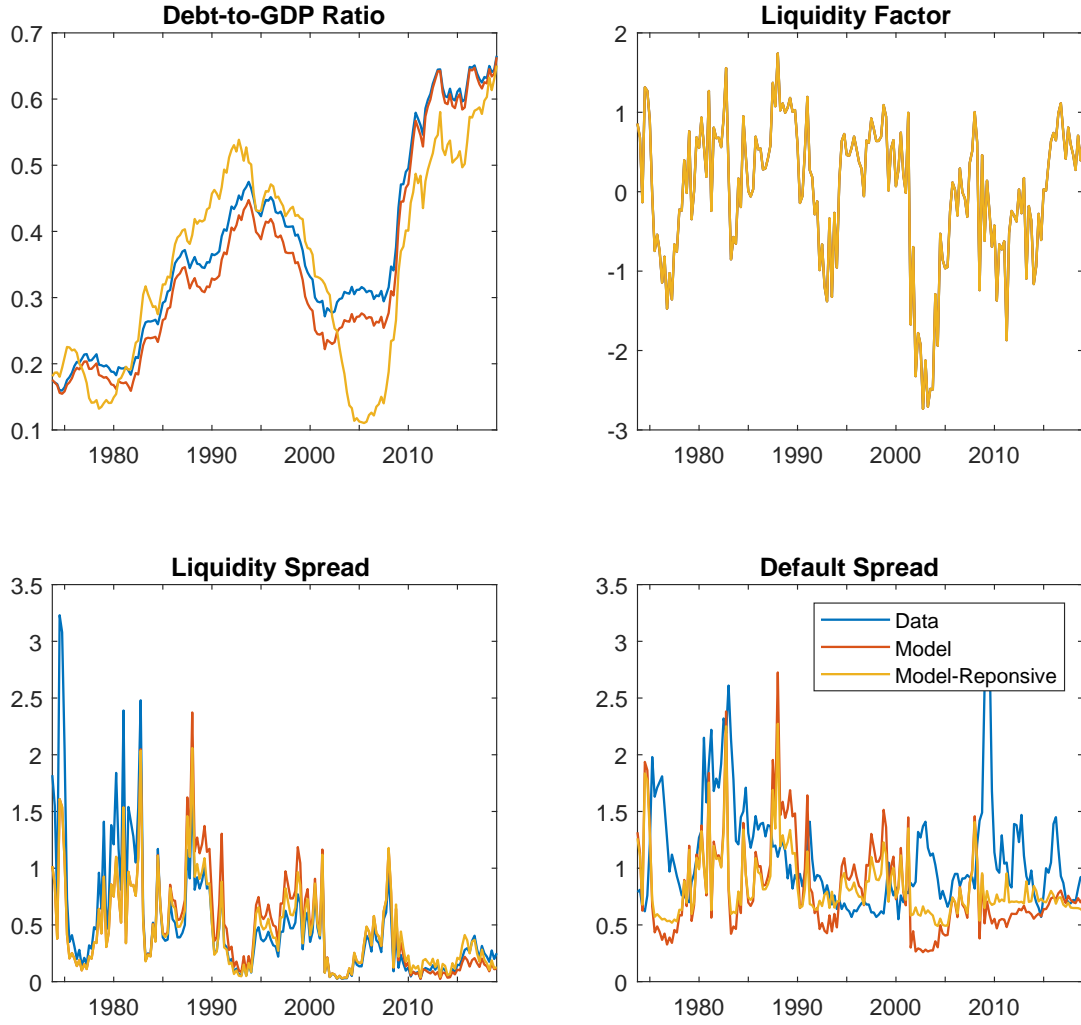 Debt-to-GDP Ratio
0.7
0.6
0.5
0.4
0.3
0.2
0.1
1980 1990 2000 2010
Liquidity Factor
2
1
0
-1
-2
-3
1980 1990 2000 2010
Liquidity Spread
3.5
3
2.5
2
1.5
1
0.5
0
1980 1990 2000 2010
Default Spread
3.5
3
2.5
2
1.5
1
0.5
0
1980 1990 2000 2010
Data
Model
Model-Reponsive